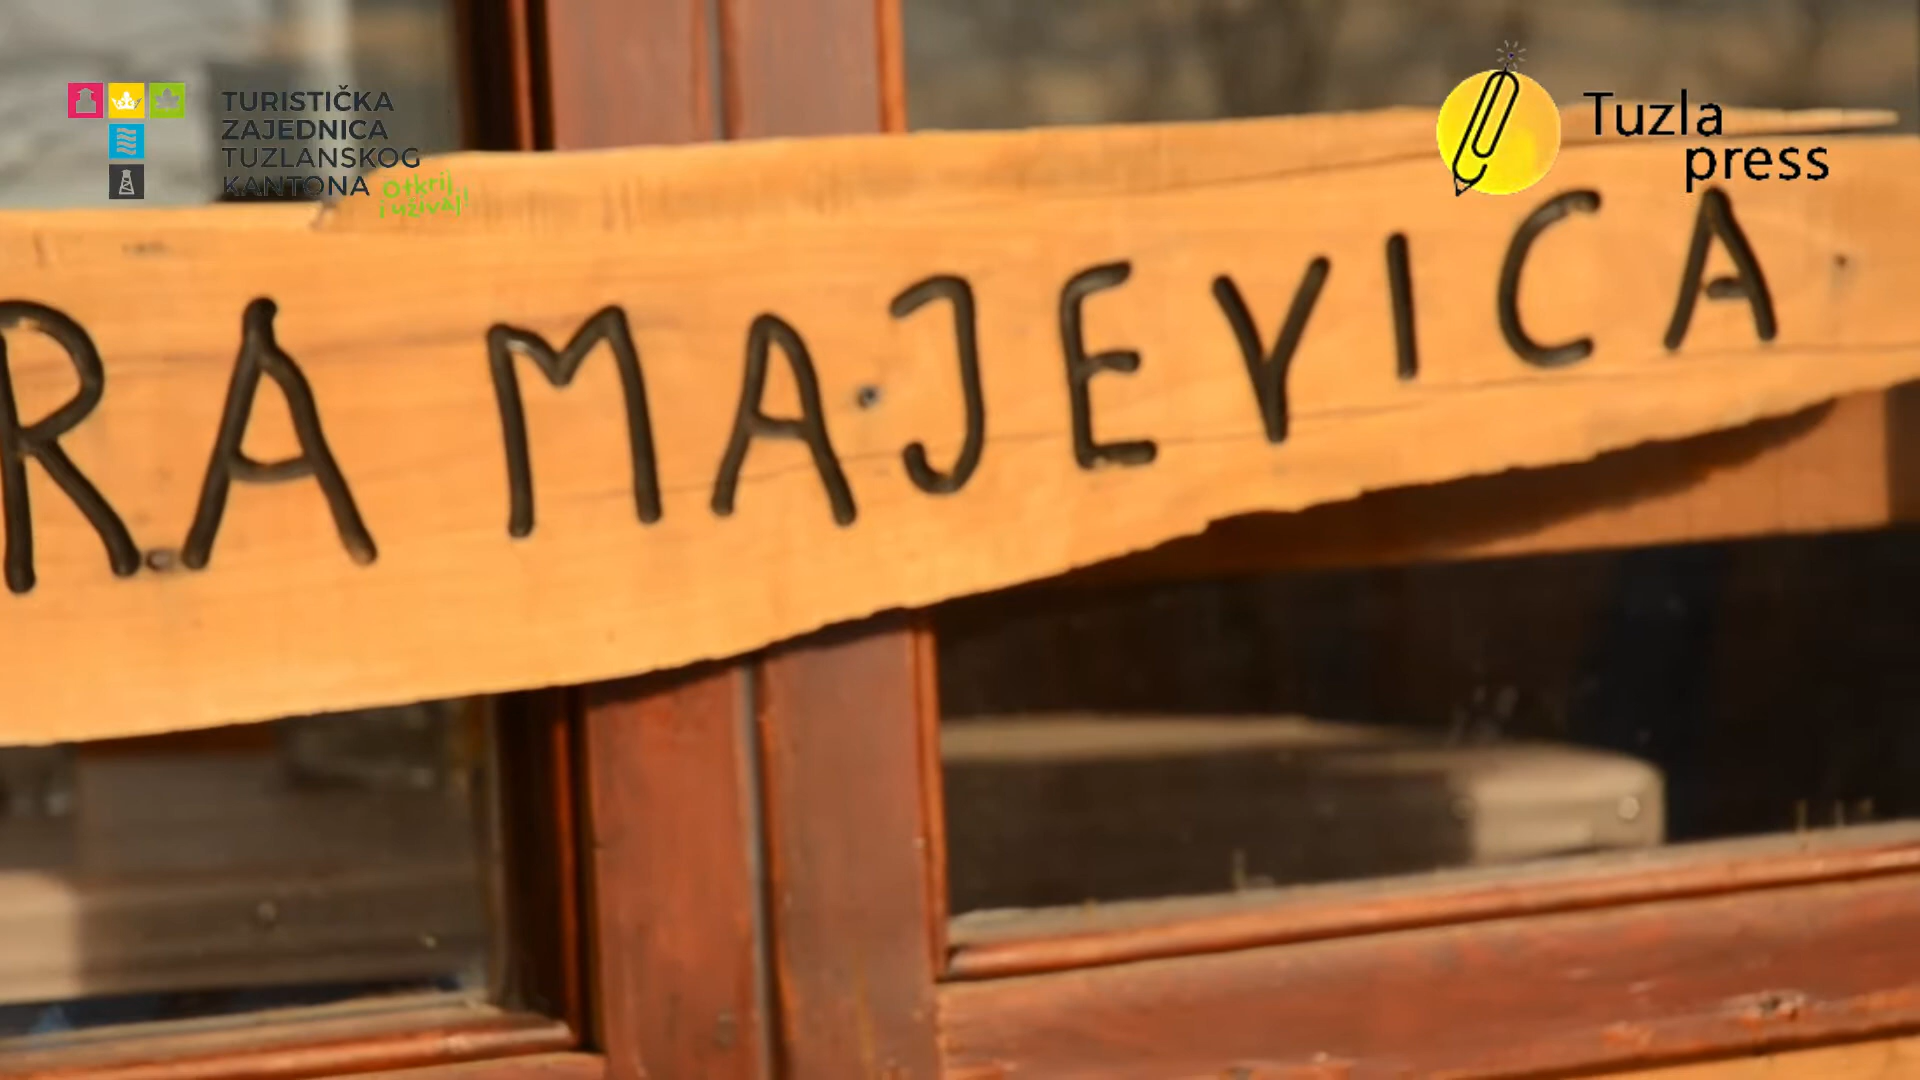 TURISTIČKA
ZAJEDNICA
TUZLANSKOG
KANTONA
Otkrij
i uživaj!
Tuzla
press
RA MAJEVICA